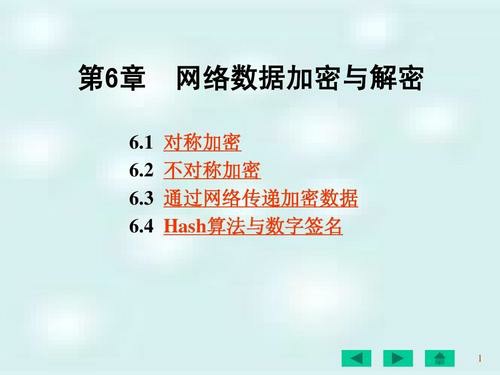 第6章 网络数据加密与解密
6.1 对称加密
6.2 不对称加密
6.3 通过网络传递加密数据
6.4 Hash算法与数字签名
1